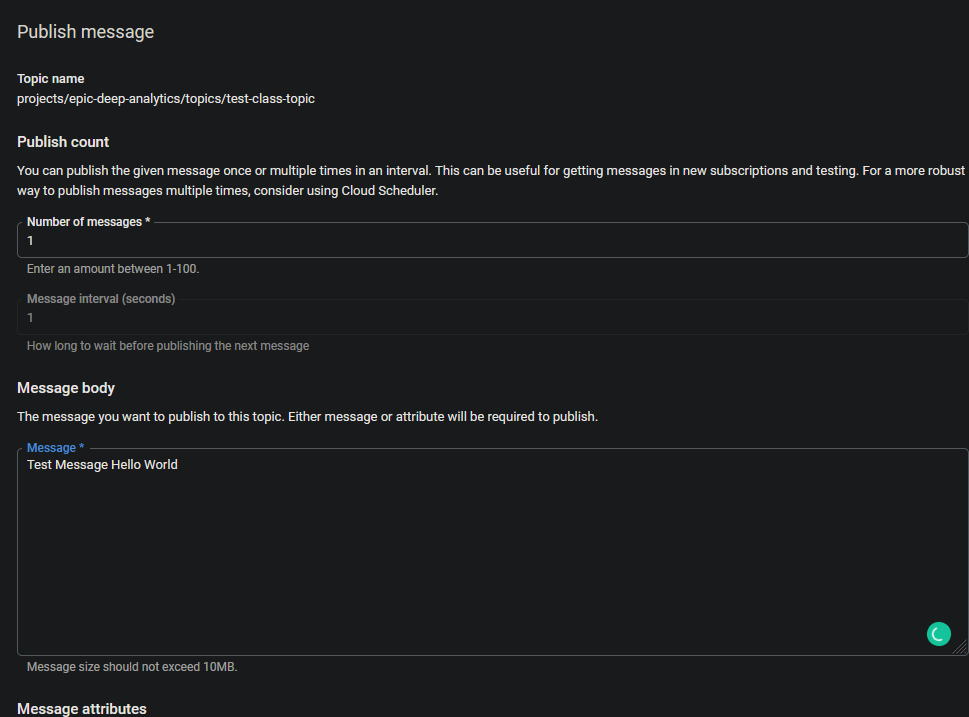 Publish message
Topic name
projects/epic-deep-analytics/topics/test-class-topic
Publish count
You can publish the given message once or multiple times in an interval. This can be useful for getting messages in new subscriptions and testing. For a more robust
way to publish messages multiple times, consider using Cloud Scheduler.
Number of messages *
1
Enter an amount between 1-100.
Message interval (seconds)
1
How long to wait before publishing the next message
Message body
The message you want to publish to this topic. Either message or attribute will be required to publish.
Message *
Test Message Hello World
Message size should not exceed 10MB.
Message attributes